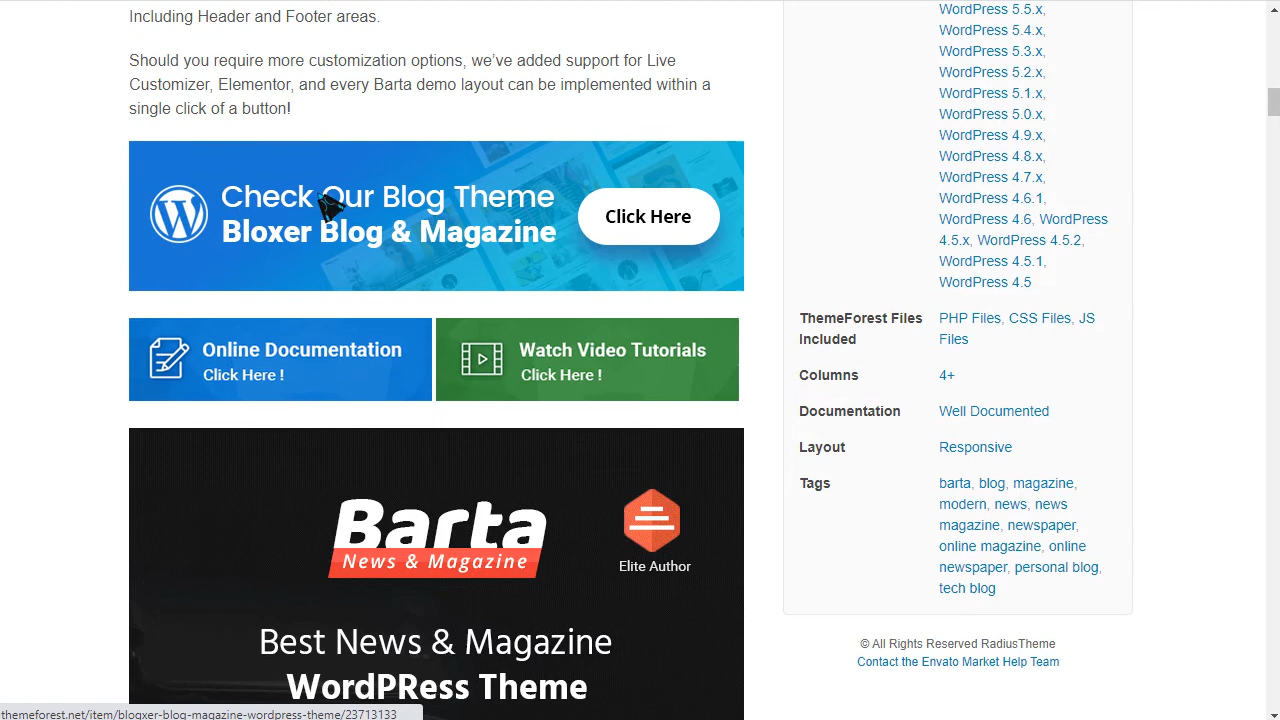 Including Header and Footer areas.
Should you require more customization options, we've added support for Live
Customizer, Elementor, and every Barta demo layout can be implemented within a
single click of a button!
Check Our Blog Theme
Bloxer Blog & Magazine
Click Here
Online Documentation
Click Here !
Watch Video Tutorials
Click Here !
Barta
News & Magazine
Elite Author
Best News & Magazine
WordPRess Theme
WordPress 5.5.x,
WordPress 5.4.x,
WordPress 5.3.x,
WordPress 5.2.x,
WordPress 5.1.x,
WordPress 5.0.x,
WordPress 4.9.x,
WordPress 4.8.x,
WordPress 4.7.x,
WordPress 4.6.1,
WordPress 4.6, WordPress
4.5.x, WordPress 4.5.2,
WordPress 4.5.1,
WordPress 4.5
ThemeForest Files
Included
PHP Files, CSS Files, JS
Files
Columns
4+
Documentation
Well Documented
Layout
Responsive
Tags
barta, blog, magazine,
modern, news, news
magazine, newspaper,
online magazine, online
newspaper, personal blog,
tech blog
© All Rights Reserved RadiusTheme
Contact the Envato Market Help Team
themeforest.net/item/blogxer-blog-magazine-wordpress-theme/23713133